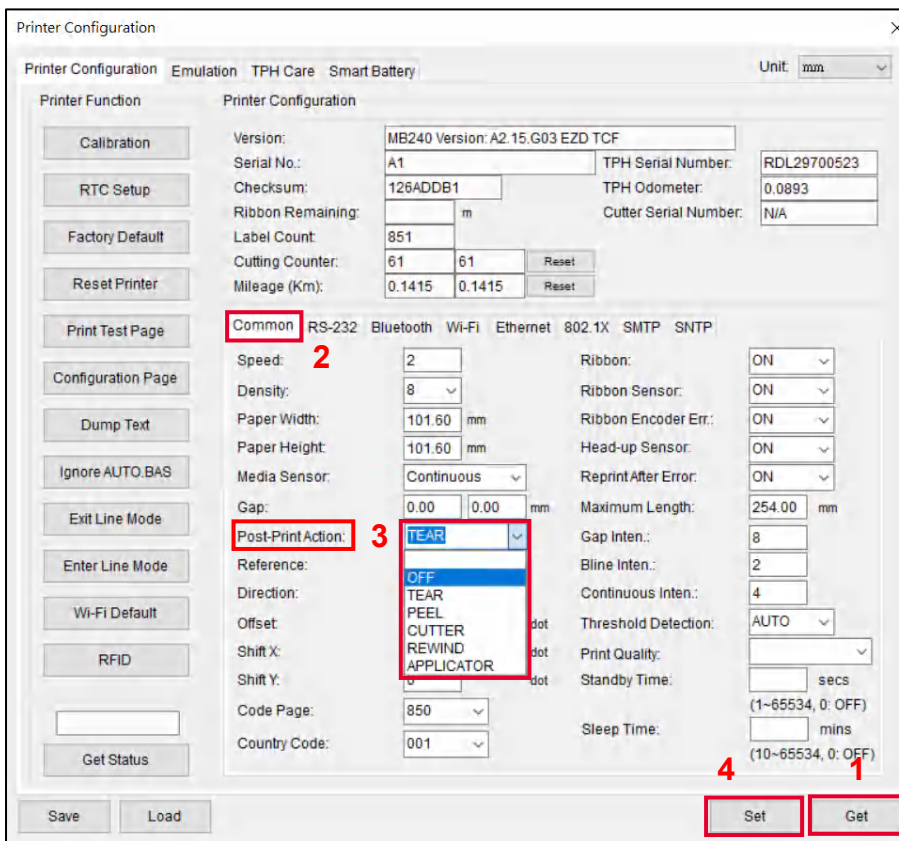 Printer Configuration
Printer Configuration Emulation TPH Care Smart Battery Unit: mm
Printer Function Printer Configuration
Calibration Version: MB240 Version: A2.15.G03 EZD TCF
Serial No.: A1 TPH Serial Number: RDL29700523
RTC Setup Checksum: 126ADDB1 TPH Odometer: 0.0893
Ribbon Remaining: m Cutter Serial Number: N/A
Factory Default Label Count: 851
Cutting Counter: 61 61 Reset
Reset Printer Mileage (Km): 0.1415 0.1415 Reset
Print Test Page Common RS-232 Bluetooth Wi-Fi Ethernet 802.1X SMTP SNTP
2
Speed: 2 Ribbon: ON
Configuration Page Density: 8 Ribbon Sensor: ON
Dump Text Paper Width: 101.60 mm Ribbon Encoder Err.: ON
Paper Height: 101.60 mm Head-up Sensor: ON
Ignore AUTO.BAS Media Sensor: Continuous Reprint After Error: ON
Exit Line Mode Gap: 0.00 0.00 mm Maximum Length: 254.00 mm
Post-Print Action: 3 TEAR Gap Inten.: 8
Enter Line Mode Reference: Bline Inten.: 2
OFF
Direction: TEAR Continuous Inten.: 4
Wi-Fi Default PEEL
Offset: CUTTER dot Threshold Detection: AUTO
RFID Shift X: REWIND dot Print Quality:
APPLICATOR
Shift Y: 0 dot Standby Time: secs
(1~65534, 0: OFF)
Code Page: 850
Sleep Time: mins
Get Status Country Code: 001 (10~65534, 0: OFF)
4 1
Save Load Set Get